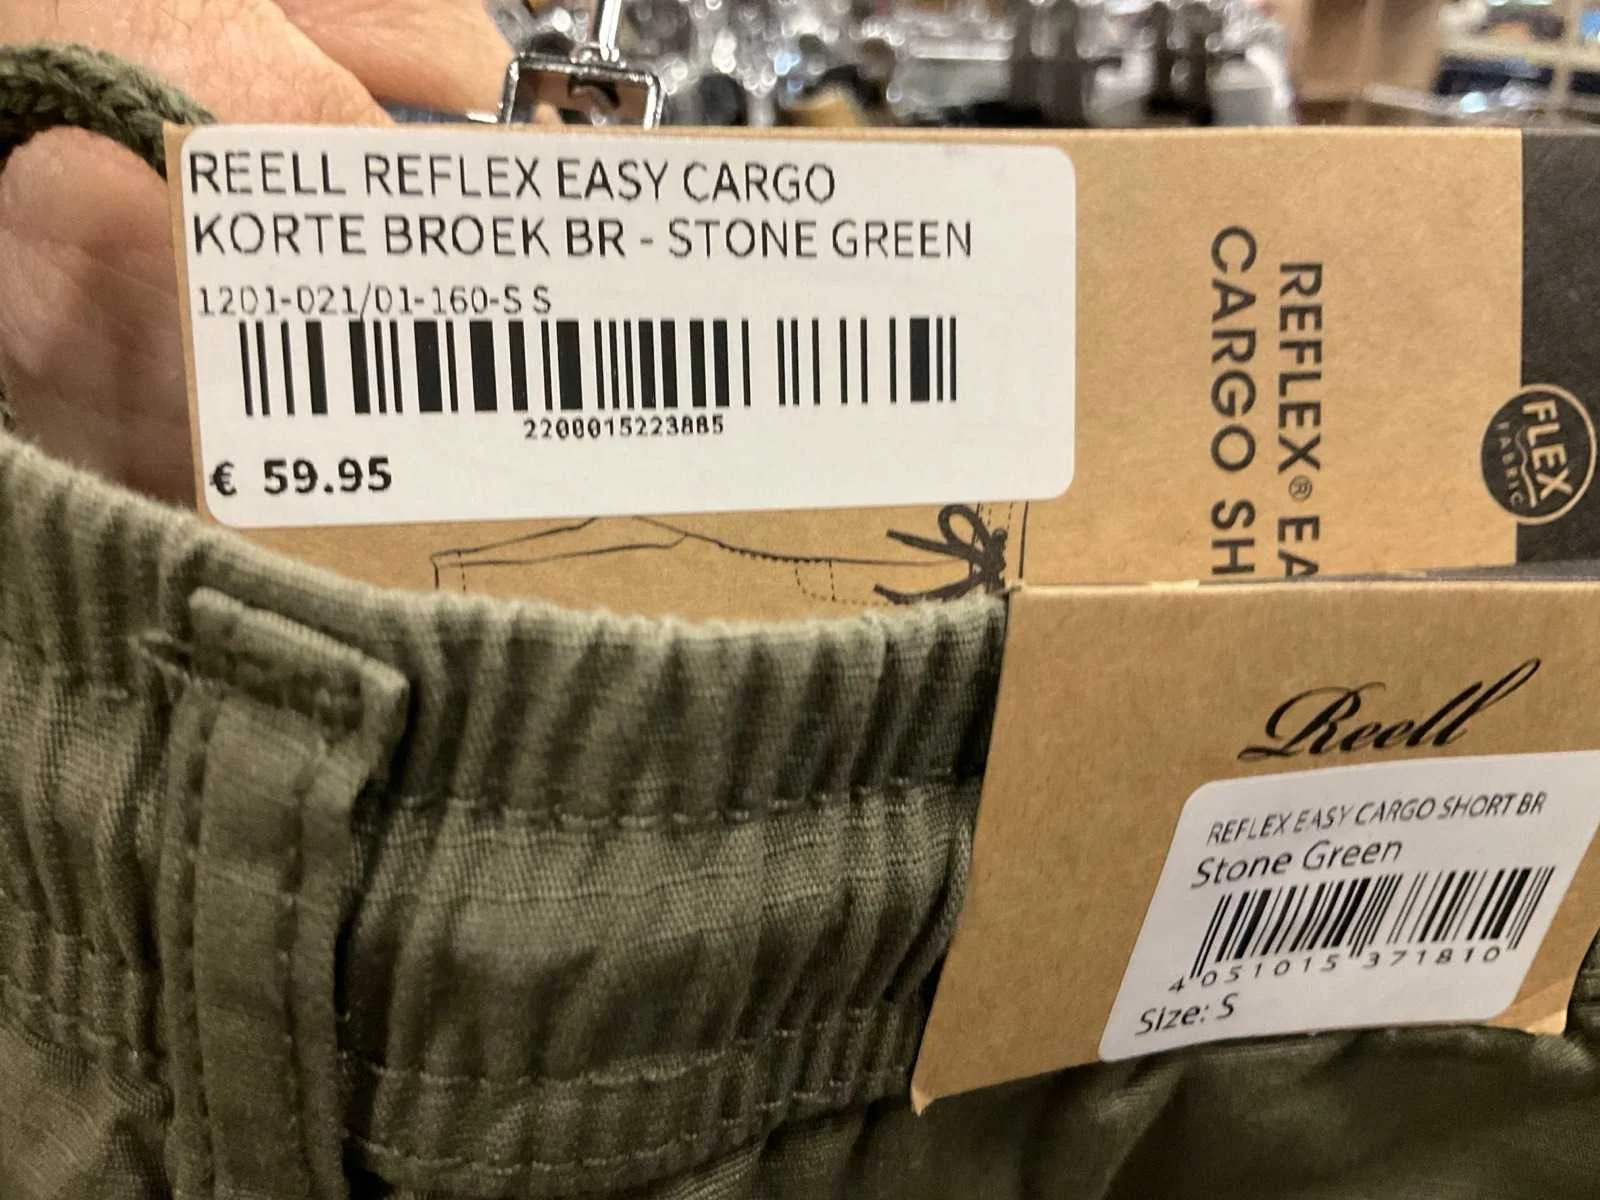 REELL REFLEX EASY CARGO
KORTE BROEK BR - STONE GREEN
1201-021/01-160-S S
2200015223885
€ 59.95
REFLEX® EA
CARGO SH
FLEX
FABRIC
Reell
REFLEX EASY CARGO SHORT BR
Stone Green
4 051015 371810
Size: S